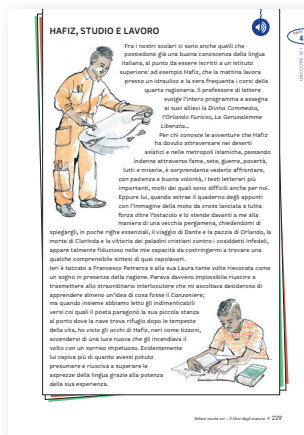 HAFIZ, STUDIO E LAVORO
Fra i nostri scolari ci sono anche quelli che
possiedono già una buona conoscenza della lingua
italiana, al punto da essere iscritti a un istituto
superiore: ad esempio Hafiz, che la mattina lavora
presso un idraulico e la sera frequenta i corsi della
quarta ragioneria. Il professore di lettere
svolge l'intero programma e assegna
ai suoi allievi la Divina Commedia,
l'Orlando Furioso, La Gerusalemme
Liberata...
Per chi conosce le avventure che Hafiz
ha dovuto attraversare nei deserti
asiatici e nelle metropoli islamiche, passando
indenne attraverso fame, sete, guerre, povertà,
lutti e miserie, è sorprendente vederlo affrontare,
con pazienza e buona volontà, i testi letterari più
importanti, molti dei quali sono difficili anche per noi.
Eppure lui, quando estrae il quaderno degli appunti
con l'immagine della moto da cross lanciata a tutta
forza oltre l'ostacolo e lo stende davanti a me alla
maniera di una vecchia pergamena, chiedendomi di
spiegargli, in poche righe essenziali, il viaggio di Dante e la pazzia di Orlando, la
morte di Clorinda e la vittoria dei paladini cristiani contro i cosiddetti infedeli,
appare talmente fiducioso nelle mie capacità da costringermi a trovare una
qualche comprensibile sintesi di quei capolavori.
Ieri è toccato a Francesco Petrarca e alla sua Laura tante volte rievocata come
un sogno in presenza della ragione. Pareva davvero impossibile riuscire a
trasmettere allo straordinario interlocutore che mi ascoltava desideroso di
apprendere almeno un'idea di cosa fosse il Canzoniere;
ma quando insieme abbiamo letto gli indimenticabili
versi coi quali il poeta paragonò la sua piccola stanza
al porto dove la nave trova rifugio dopo le tempeste
della vita, ho visto gli occhi di Hafiz, neri come tizzoni,
accendersi di una luce nuova che gli incendiava il
volto con un sorriso impetuoso. Evidentemente
lui capiva più di quanto avessi potuto
presumere e riusciva a superare le
asprezze della lingua grazie alla potenza
della sua esperienza.
4
RACCONTI
Italiani anche noi – Il libro degli esercizi • 229